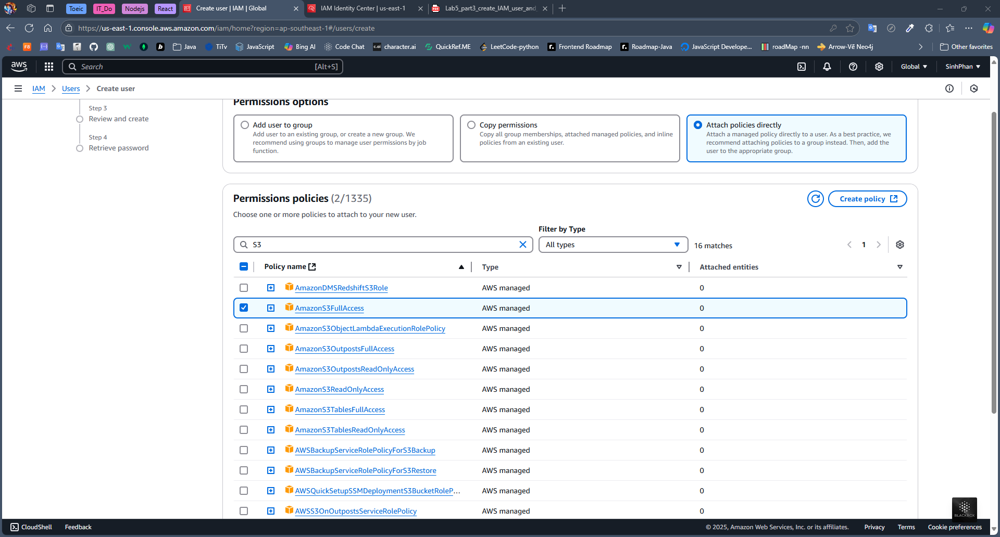 Toeic
IT_Do
Nodejs
React
Create user | IAM | Global
IAM Identity Center | us-east-1
Lab5_part3_create_IAM_user_and_
https://us-east-1.console.aws.amazon.com/iam/home?region=ap-southeast-1#/users/create
F8
Java
TiTv
JavaScript
Bing AI
Code Chat
c.ai
character.ai
QuickRef.ME
LeetCode-python
Frontend Roadmap
Roadmap-Java
JavaScript Develope...
roadMap -nn
Arrow-Vẽ Neo4j
Other favorites
aws
Search
[Alt+S]
Global
SinhPhan
IAM
Users
Create user
Step 3
Review and create
Step 4
Retrieve password
Permissions options
Add user to group
Add user to an existing group, or create a new group. We
recommend using groups to manage user permissions by job
function.
Copy permissions
Copy all group memberships, attached managed policies, and inline
policies from an existing user.
Attach policies directly
Attach a managed policy directly to a user. As a best practice, we
recommend attaching policies to a group instead. Then, add the
user to the appropriate group.
Permissions policies (2/1335)
Create policy
Choose one or more policies to attach to your new user.
Filter by Type
S3
All types
16 matches
1
Policy name
Type
Attached entities
AmazonDMSRedshiftS3Role
AWS managed
0
AmazonS3FullAccess
AWS managed
0
AmazonS3ObjectLambdaExecutionRolePolicy
AWS managed
0
AmazonS3OutpostsFullAccess
AWS managed
0
AmazonS3OutpostsReadOnlyAccess
AWS managed
0
AmazonS3ReadOnlyAccess
AWS managed
0
AmazonS3TablesFullAccess
AWS managed
0
AmazonS3TablesReadOnlyAccess
AWS managed
0
AWSBackupServiceRolePolicyForS3Backup
AWS managed
0
AWSBackupServiceRolePolicyForS3Restore
AWS managed
0
AWSQuickSetupSSMDeploymentS3BucketRoleP...
AWS managed
0
AWSS3OnOutpostsServiceRolePolicy
AWS managed
0
BLACKBOX
CloudShell
Feedback
© 2025, Amazon Web Services, Inc. or its affiliates.
Privacy
Terms
Cookie preferences